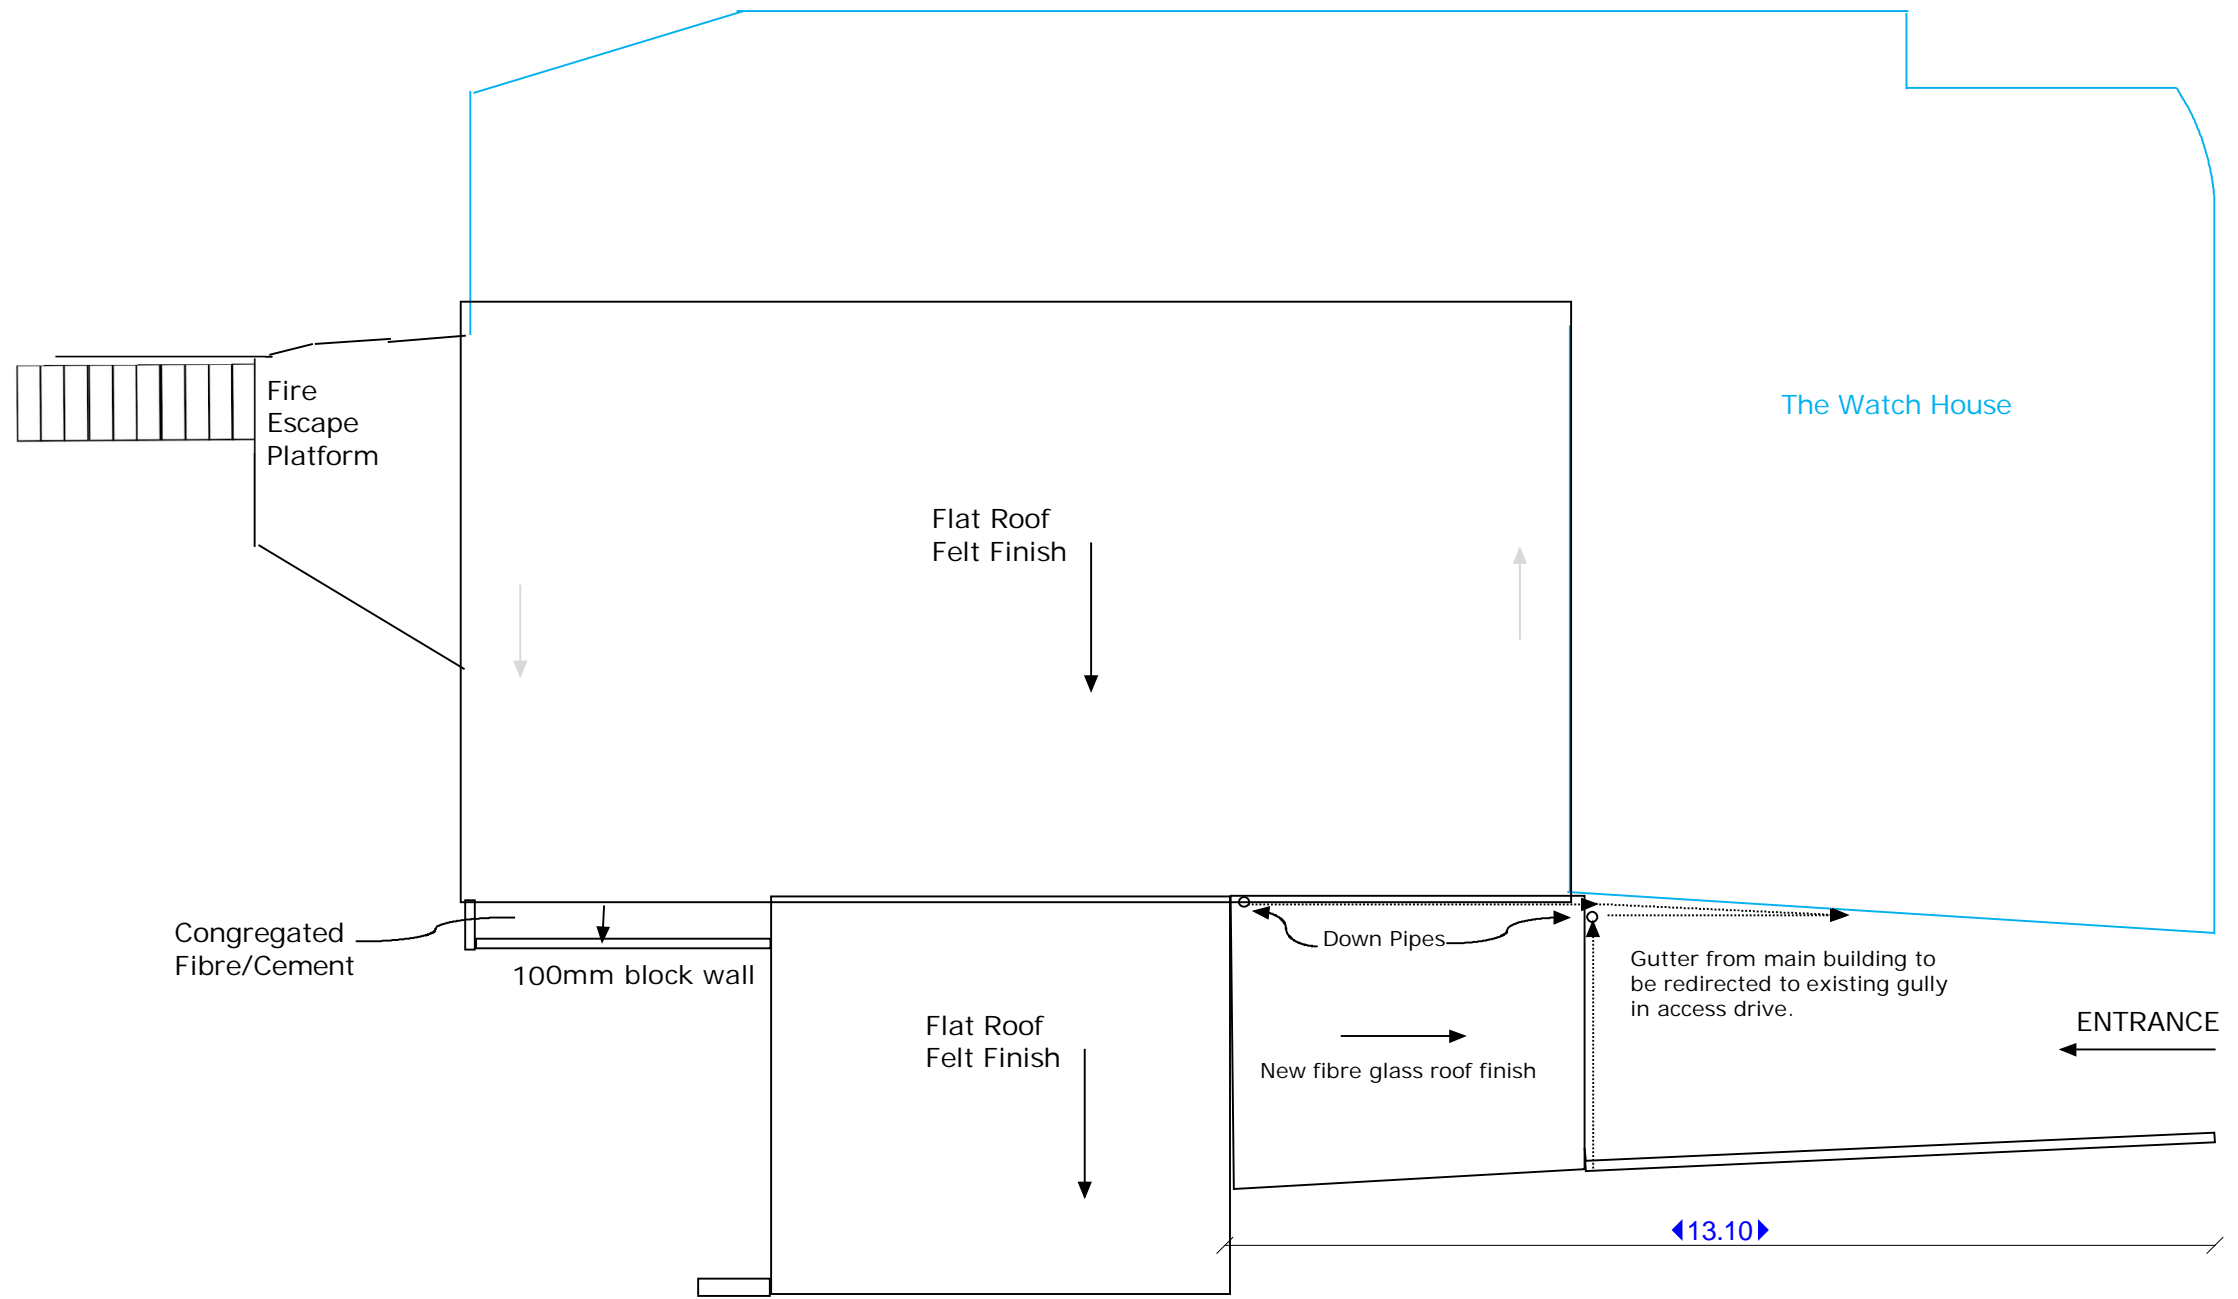 Fire
Escape
Platform
The Watch House
Flat Roof
Felt Finish
Congregated
Fibre/Cement
100mm block wall
Down Pipes
Gutter from main building to
be redirected to existing gully
in access drive.
ENTRANCE
Flat Roof
Felt Finish
New fibre glass roof finish
13.10